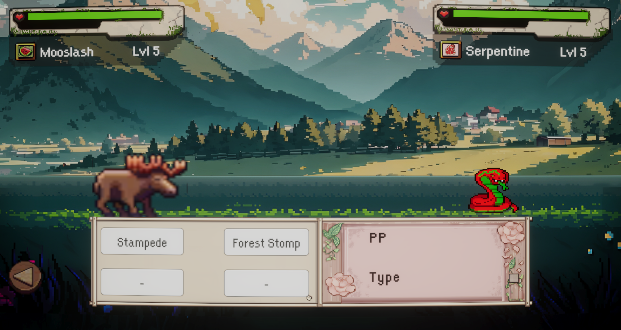 Mooslash Lvl 5
Serpentine Lvl 5
Stampede
Forest Stomp
-
-
PP
Type